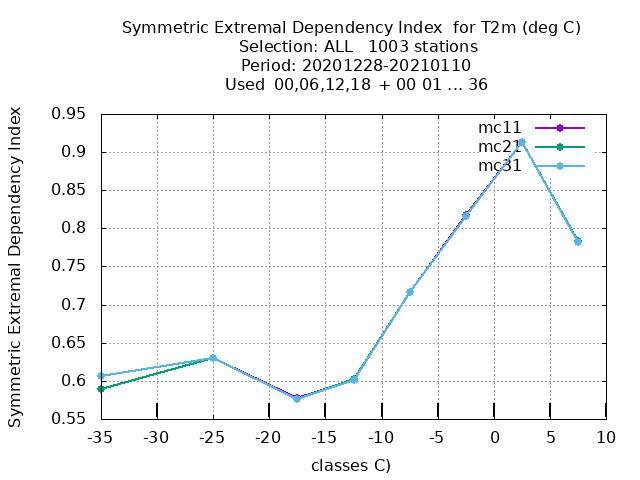 Symmetric Extremal Dependency Index  for T2m (deg C)
Selection: ALL   1003 stations
Period: 20201228-20210110
Used  00,06,12,18  + 00 01 ... 36
Symmetric Extremal Dependency Index
0.95
0.9
0.85
0.8
0.75
0.7
0.65
0.6
0.55
mc11
mc21
mc31
-35 -30 -25 -20 -15 -10 -5 0 5 10
classes C)